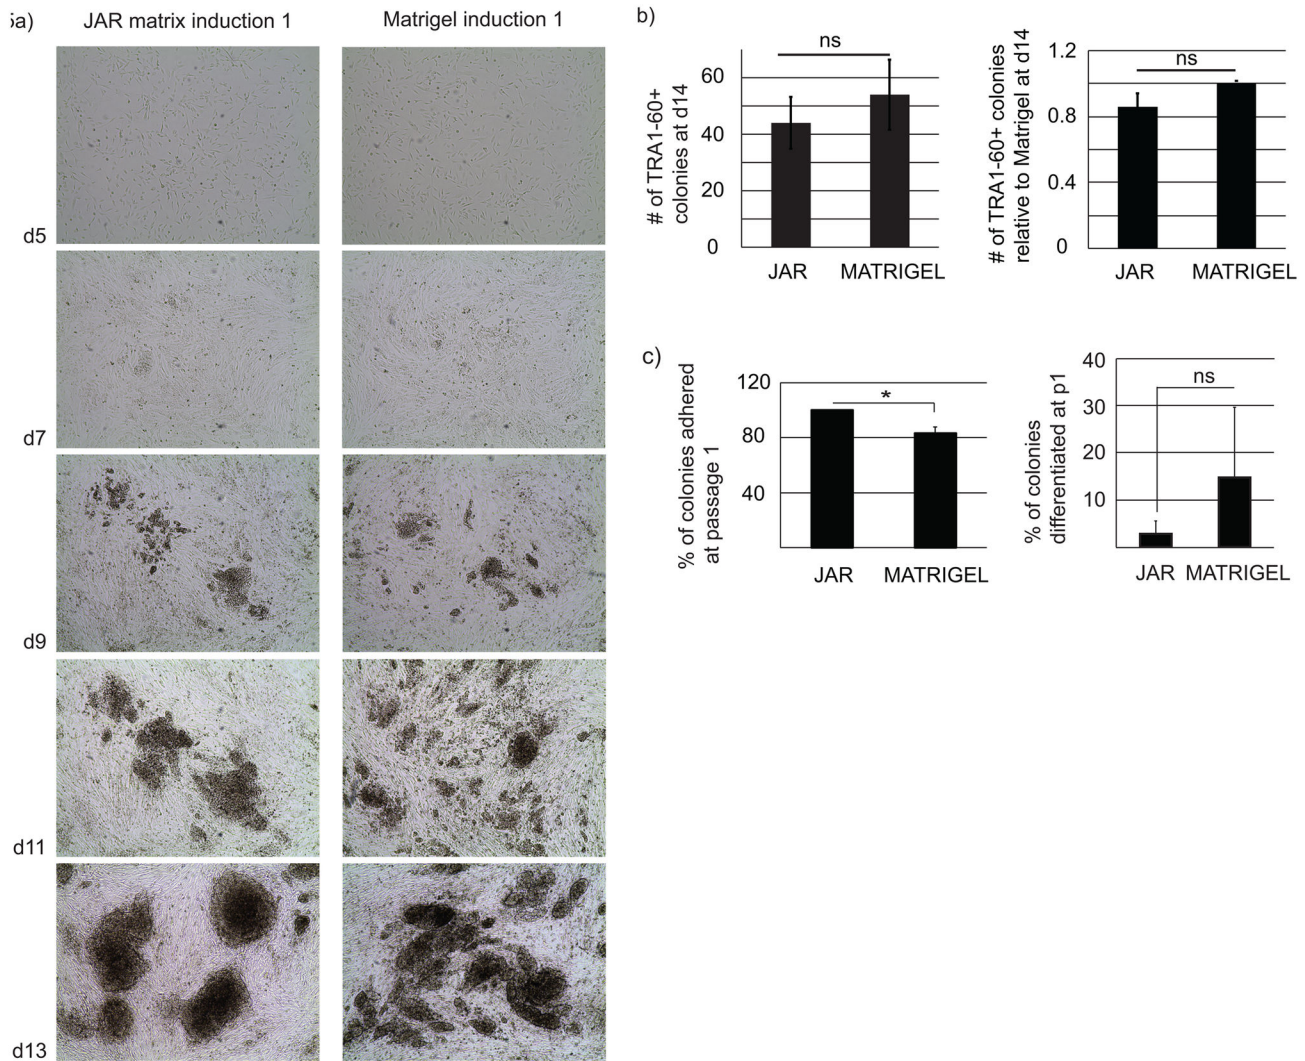 5a)
JAR matrix induction 1
Matrigel induction 1
d5
d7
d9
d11
d13
b)
# of TRA1-60+
colonies at d14
60
40
20
0
ns
JAR
MATRIGEL
# of TRA1-60+ colonies
relative to Matrigel at d14
1.2
0.8
0.4
0
ns
JAR
MATRIGEL
c)
% of colonies adhered
at passage 1
120
80
40
*
JAR
MATRIGEL
% of colonies
differentiated at p1
40
30
20
10
ns
JAR
MATRIGEL